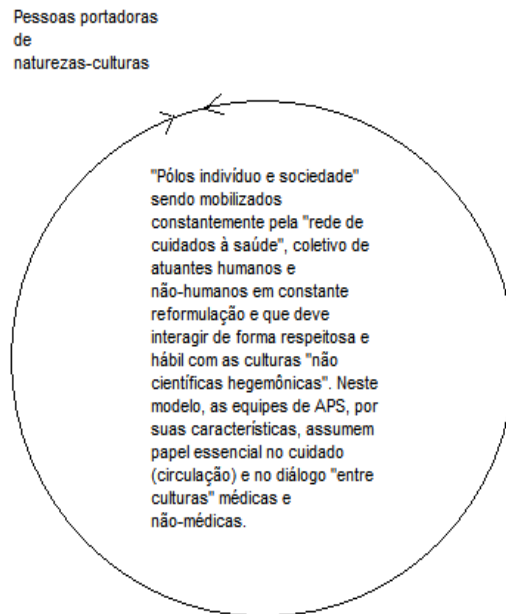 Pessoas portadoras
de
naturezas-culturas
"Pólos indivíduo e sociedade"
sendo mobilizados
constantemente pela "rede de
cuidados à saúde", coletivo de
atuantes humanos e
não-humanos em constante
reformulação e que deve
interagir de forma respeitosa e
hábil com as culturas "não
científicas hegemônicas". Neste
modelo, as equipes de APS, por
suas características, assumem
papel essencial no cuidado
(circulação) e no diálogo "entre
culturas" médicas e
não-médicas.